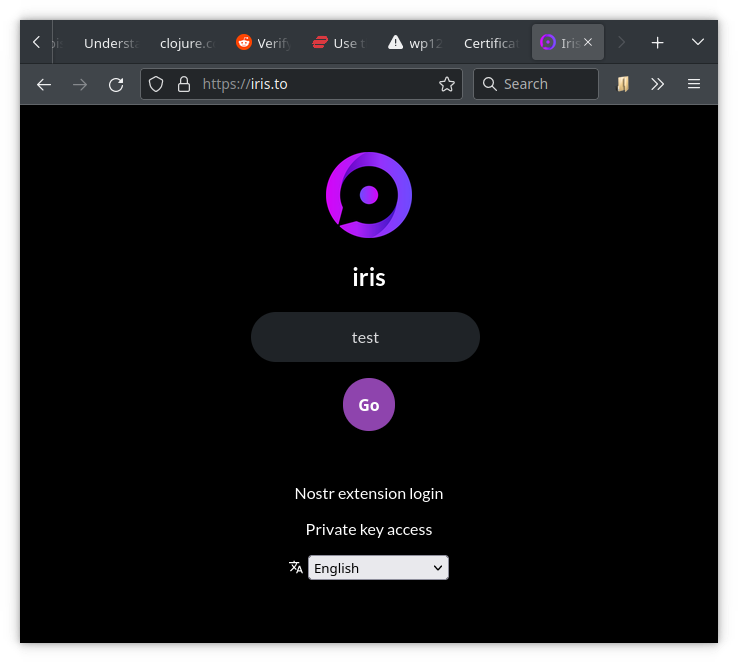 Understa clojure.c Verify Use t wp12 Certificat Iris
https://iris.to Search
iris
test
Go
Nostr extension login
Private key access
English